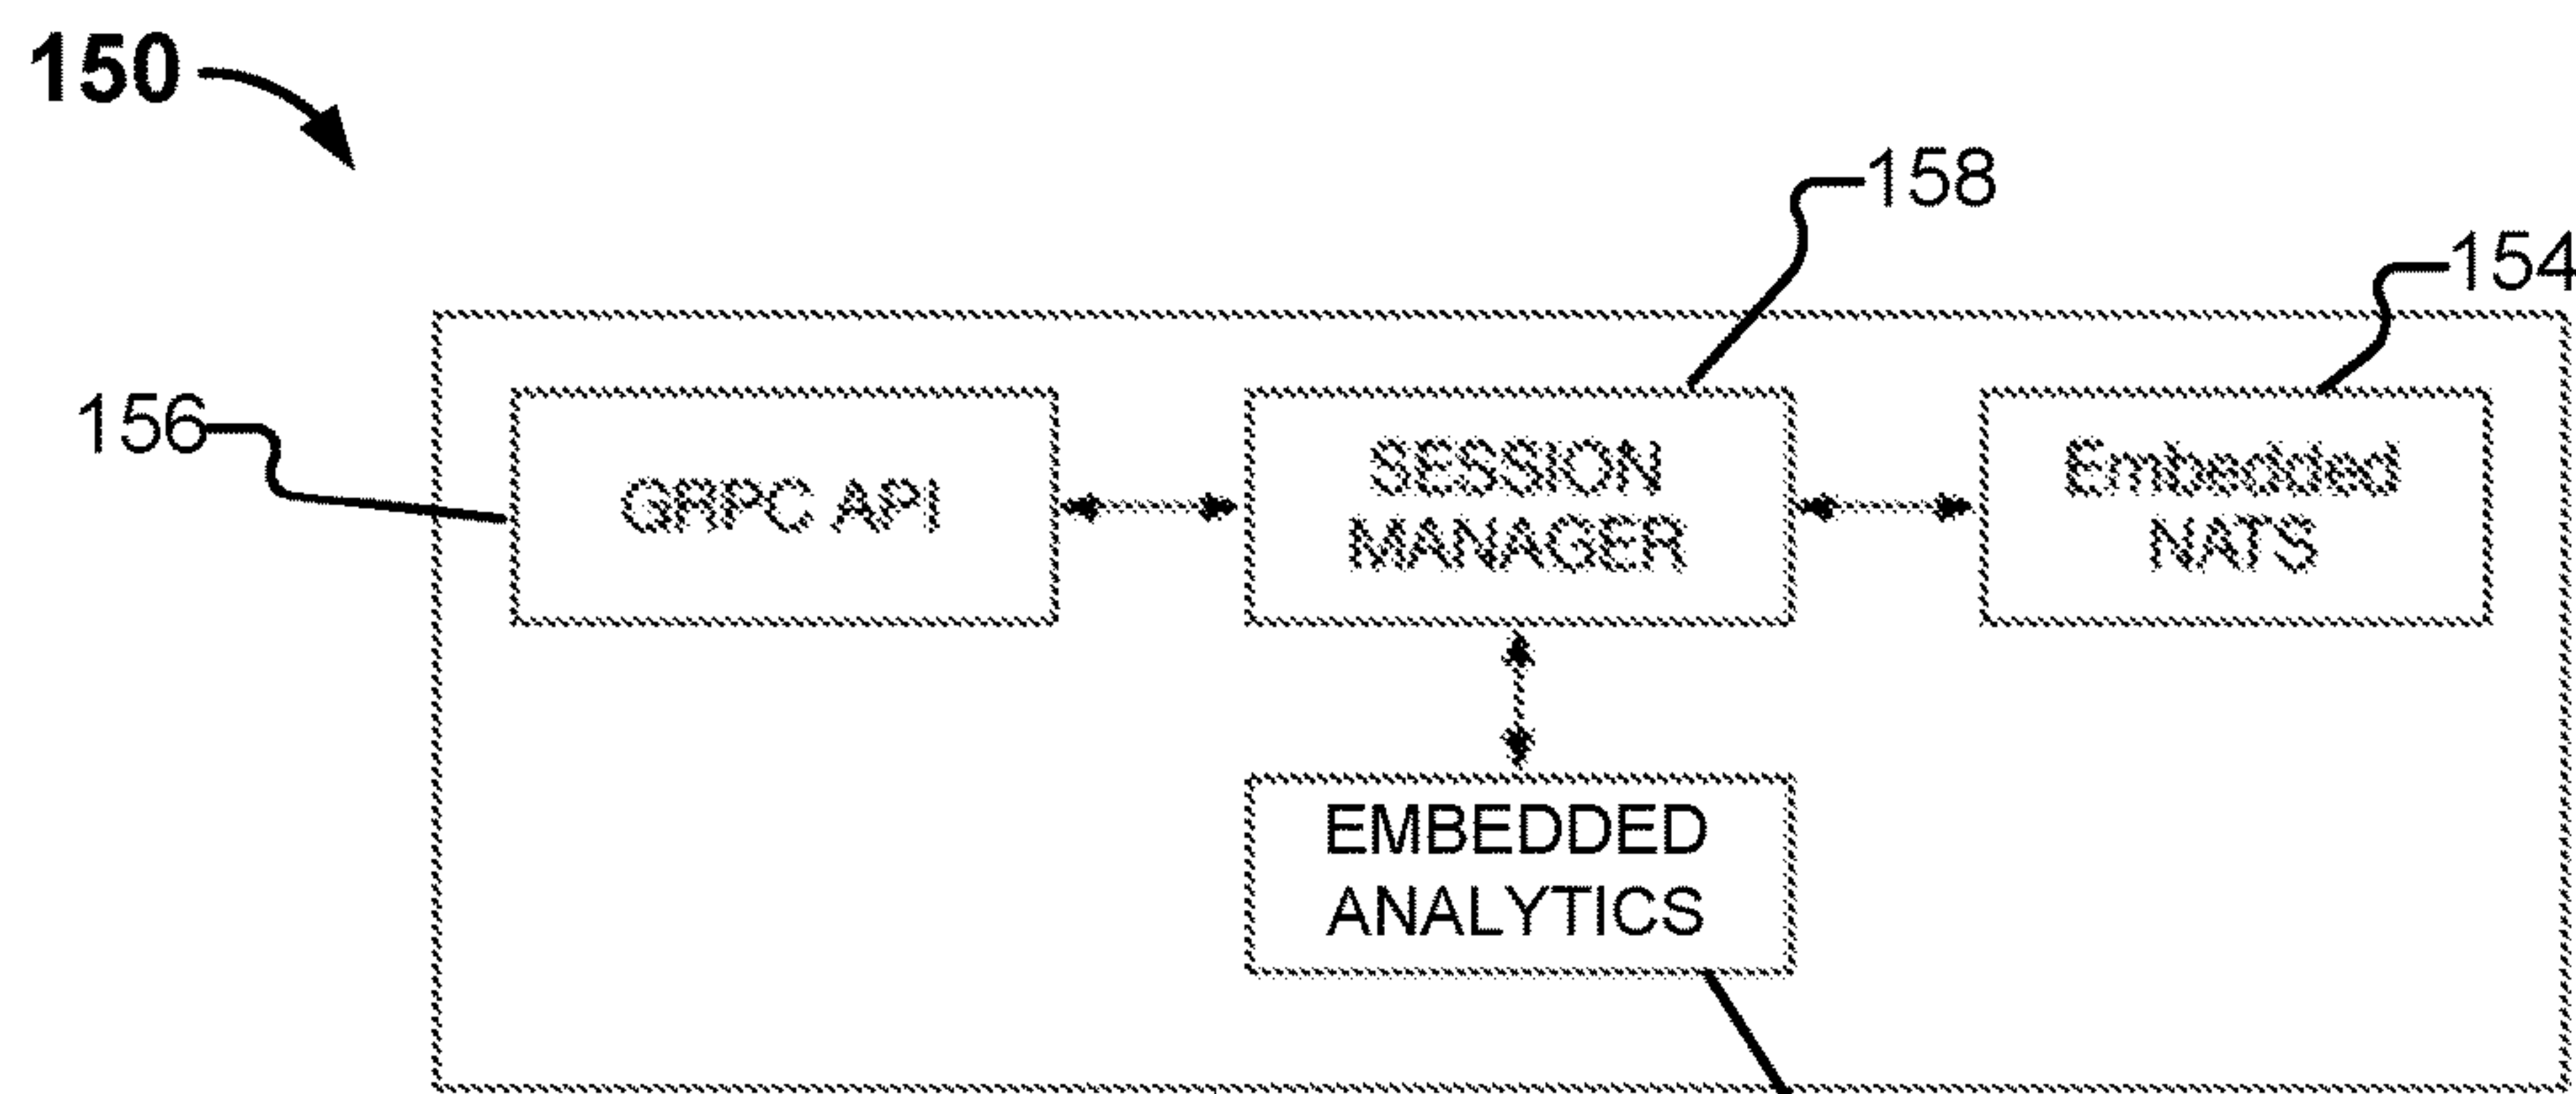 150
158
154
156
GRPC API
SESSION
MANAGER
Embedded
NATS
EMBEDDED
ANALYTICS